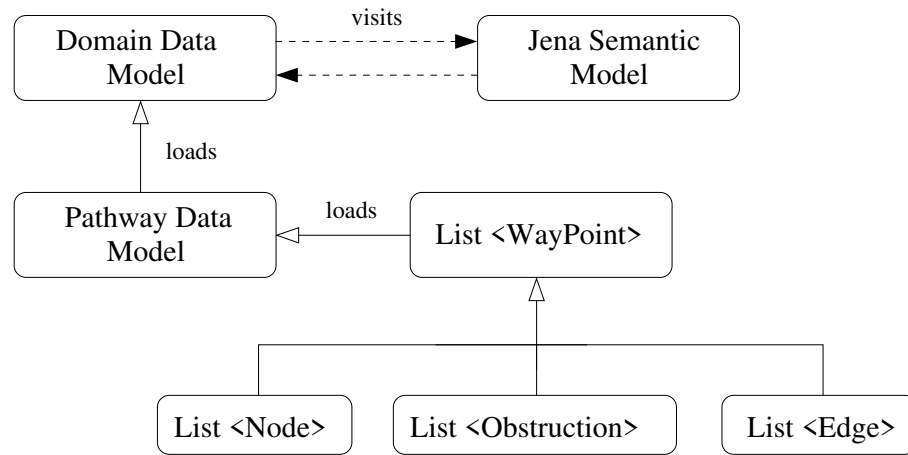 visits
Domain Data
Model
Jena Semantic
Model
loads
Pathway Data
Model
loads
List <WayPoint>
List <Node>
List <Obstruction>
List <Edge>